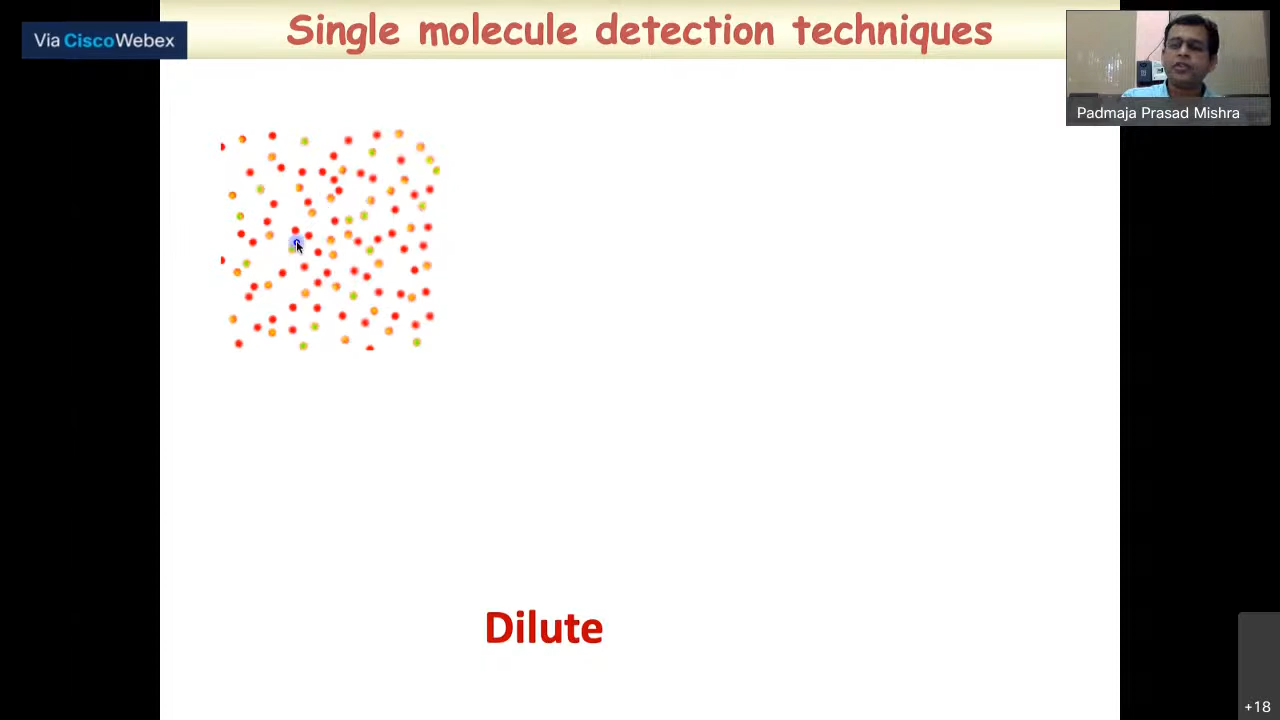 Single molecule detection techniques
Via CiscoWebex
Padmaja Prasad Mishra
Dilute
+18